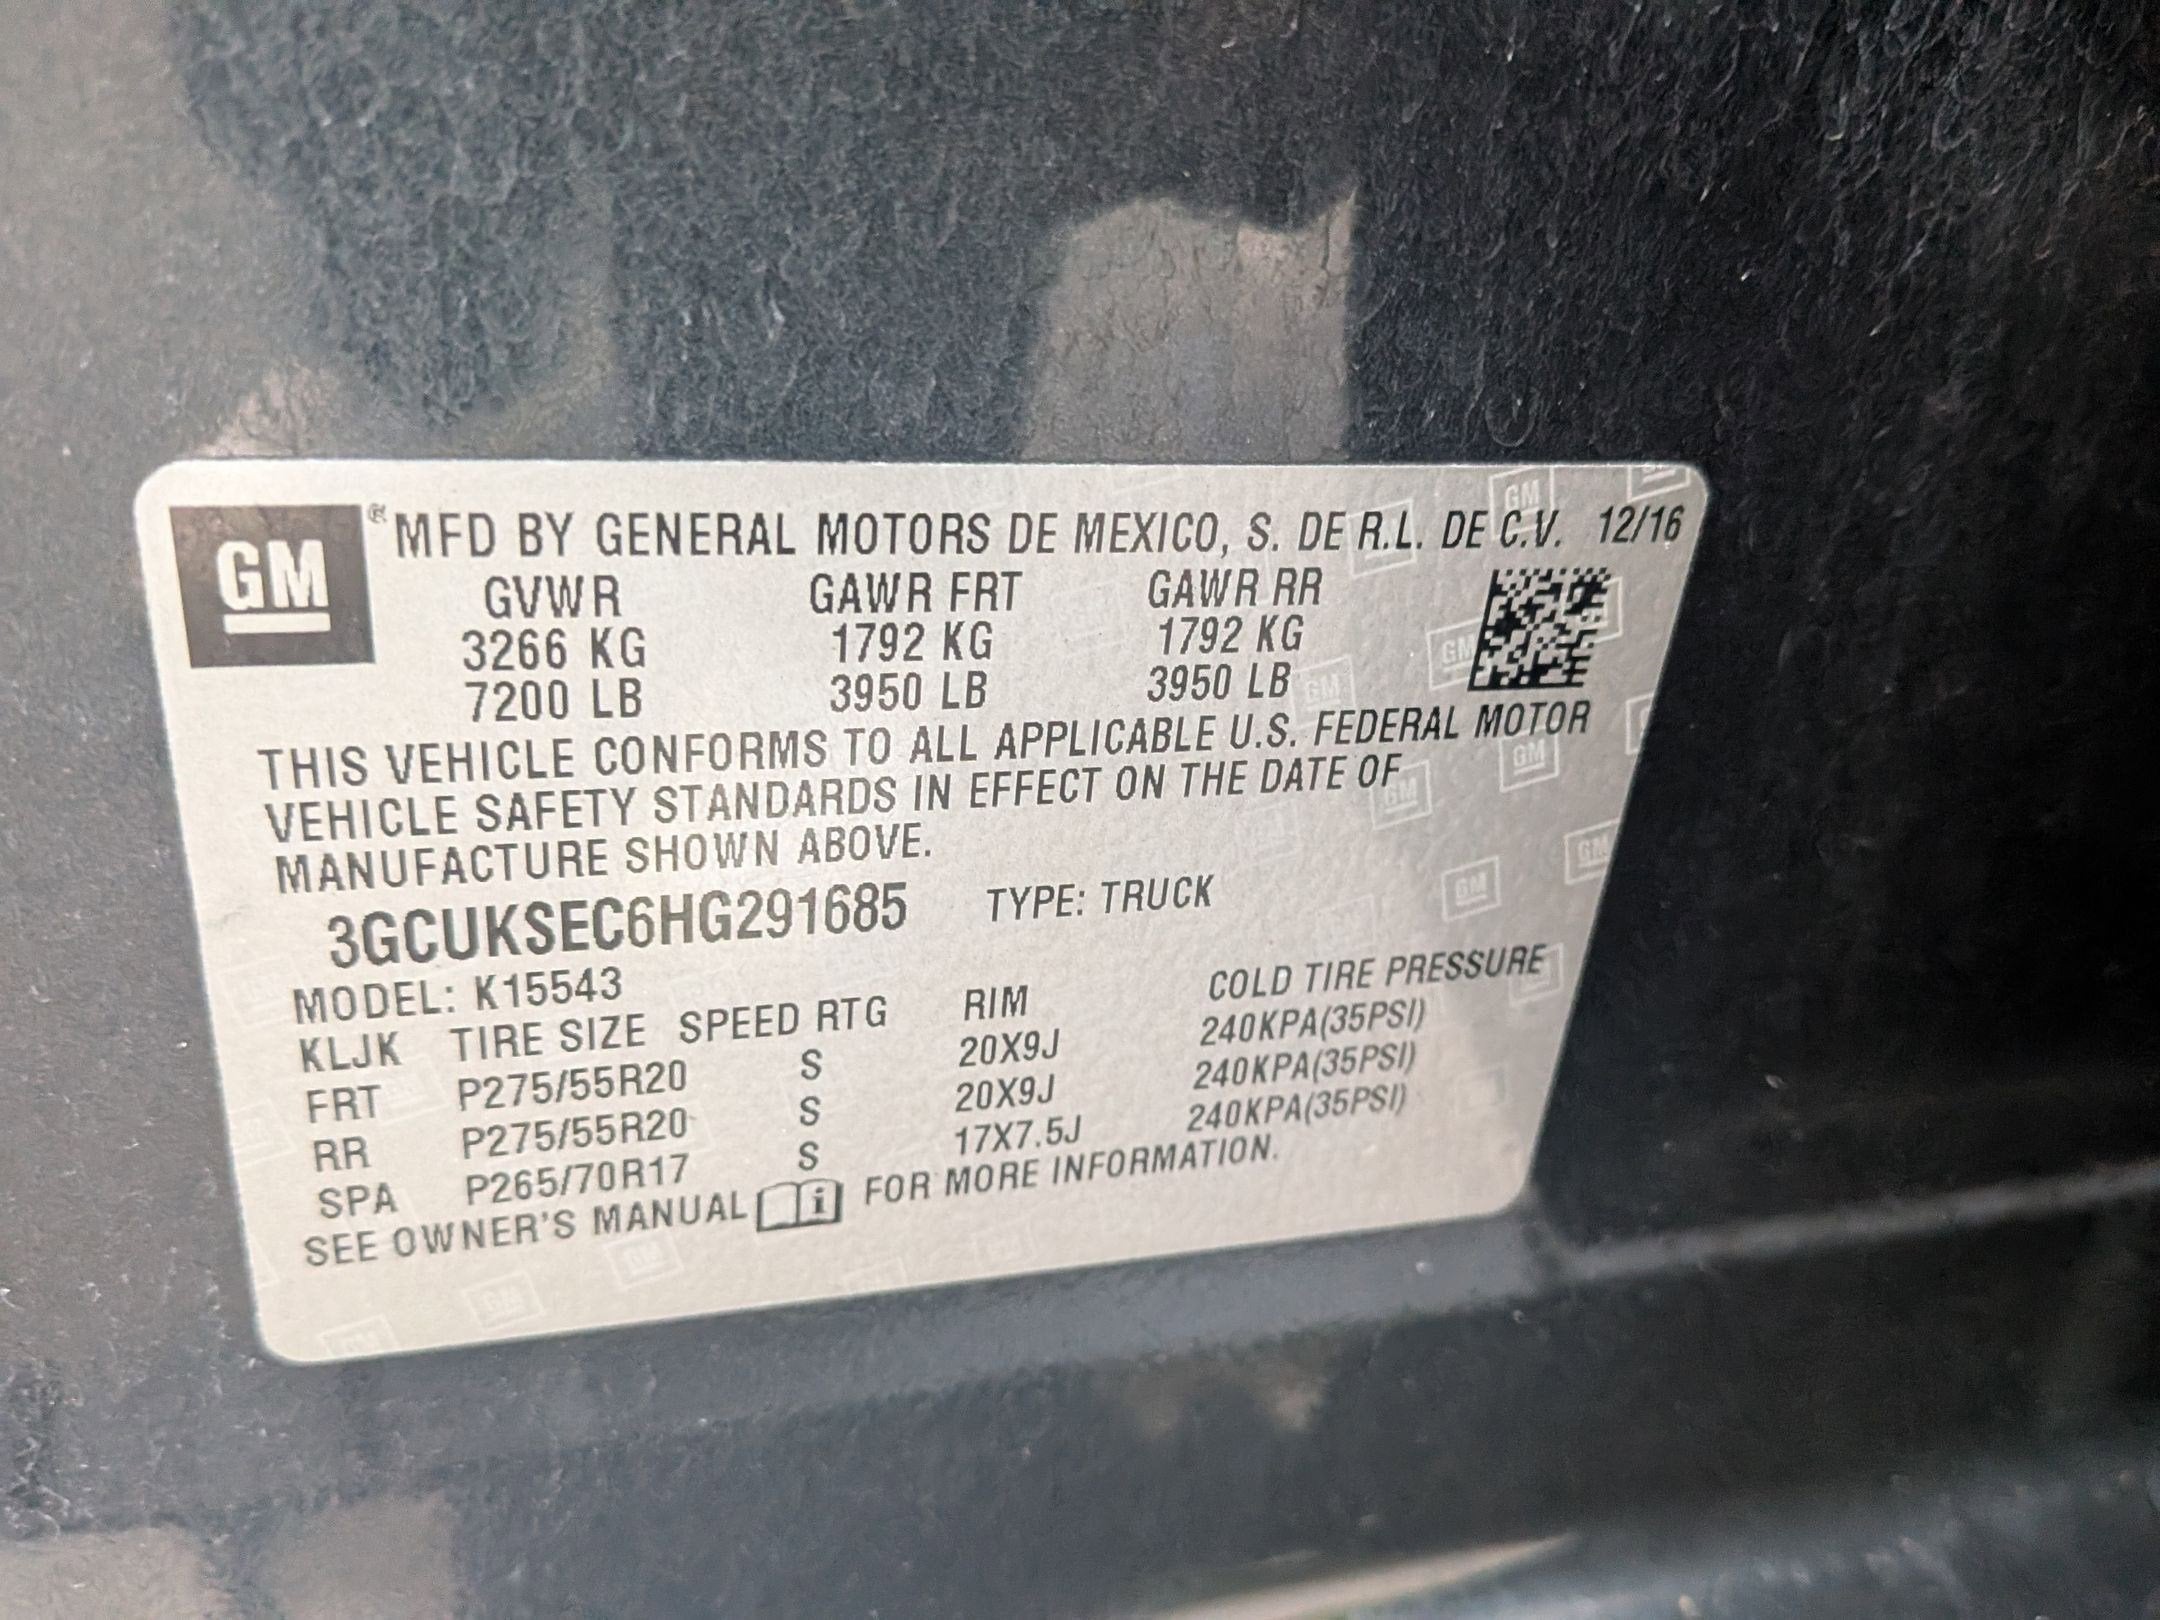 GM ® MFD BY GENERAL MOTORS DE MEXICO, S. DE R.L. DE C.V. 12/16
GVWR GAWR FRT GAWR RR
3266 KG 1792 KG 1792 KG
7200 LB 3950 LB 3950 LB
THIS VEHICLE CONFORMS TO ALL APPLICABLE U.S. FEDERAL MOTOR
VEHICLE SAFETY STANDARDS IN EFFECT ON THE DATE OF
MANUFACTURE SHOWN ABOVE.
3GCUKSEC6HG291685 TYPE: TRUCK
MODEL: K15543
KLJK TIRE SIZE SPEED RTG RIM COLD TIRE PRESSURE
FRT P275/55R20 S 20X9J 240KPA(35PSI)
RR P275/55R20 S 20X9J 240KPA(35PSI)
SPA P265/70R17 S 17X7.5J 240KPA(35PSI)
SEE OWNER'S MANUAL i FOR MORE INFORMATION.